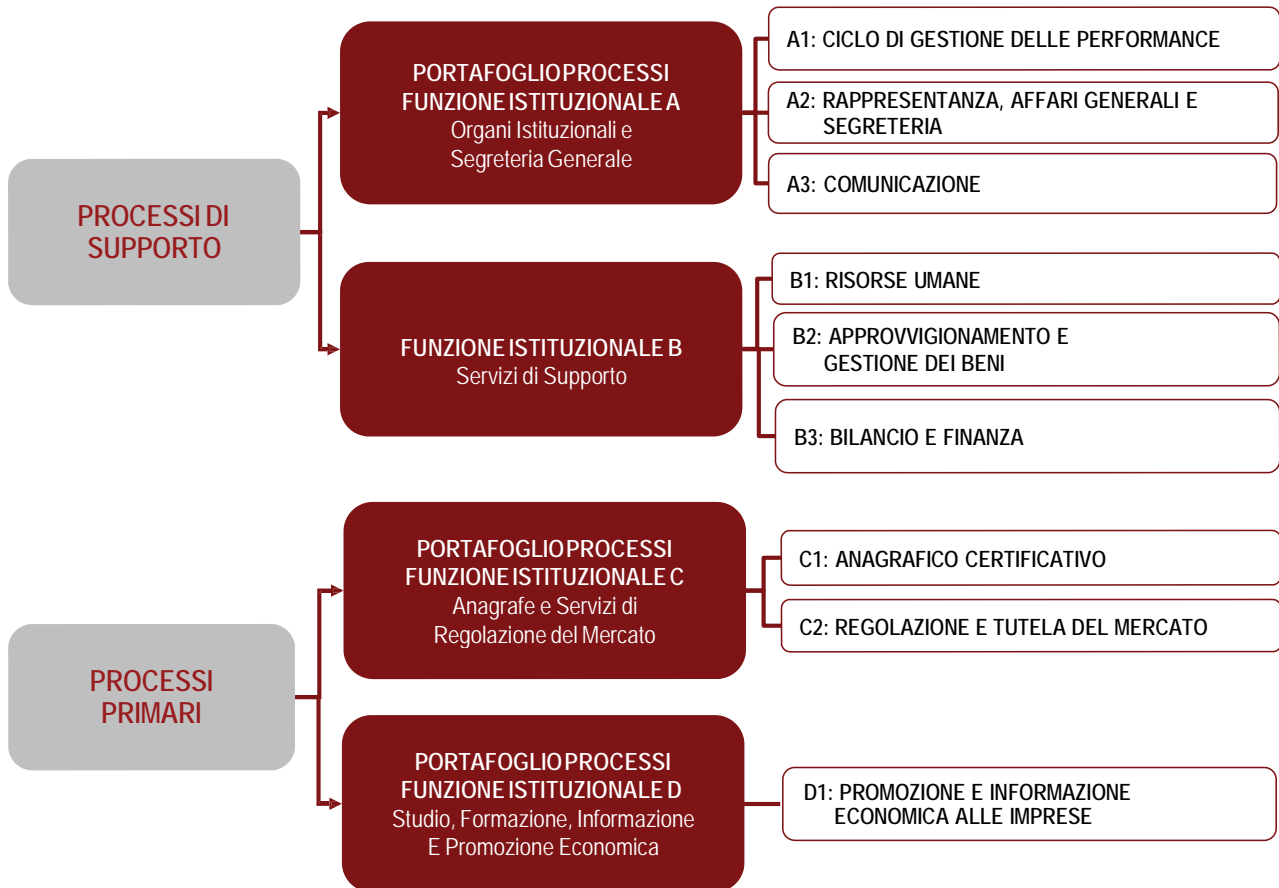 PROCESSI DI
SUPPORTO
PORTAFOGLIO PROCESSI
FUNZIONE ISTITUZIONALE A
Organi Istituzionali e
Segreteria Generale
A1: CICLO DI GESTIONE DELLE PERFORMANCE
A2: RAPPRESENTANZA, AFFARI GENERALI E
SEGRETERIA
A3: COMUNICAZIONE
FUNZIONE ISTITUZIONALE B
Servizi di Supporto
B1: RISORSE UMANE
B2: APPROVVIGIONAMENTO E
GESTIONE DEI BENI
B3: BILANCIO E FINANZA
PROCESSI
PRIMARI
PORTAFOGLIO PROCESSI
FUNZIONE ISTITUZIONALE C
Anagrafe e Servizi di
Regolazione del Mercato
C1: ANAGRAFICO CERTIFICATIVO
C2: REGOLAZIONE E TUTELA DEL MERCATO
PORTAFOGLIO PROCESSI
FUNZIONE ISTITUZIONALE D
Studio, Formazione, Informazione
E Promozione Economica
D1: PROMOZIONE E INFORMAZIONE
ECONOMICA ALLE IMPRESE